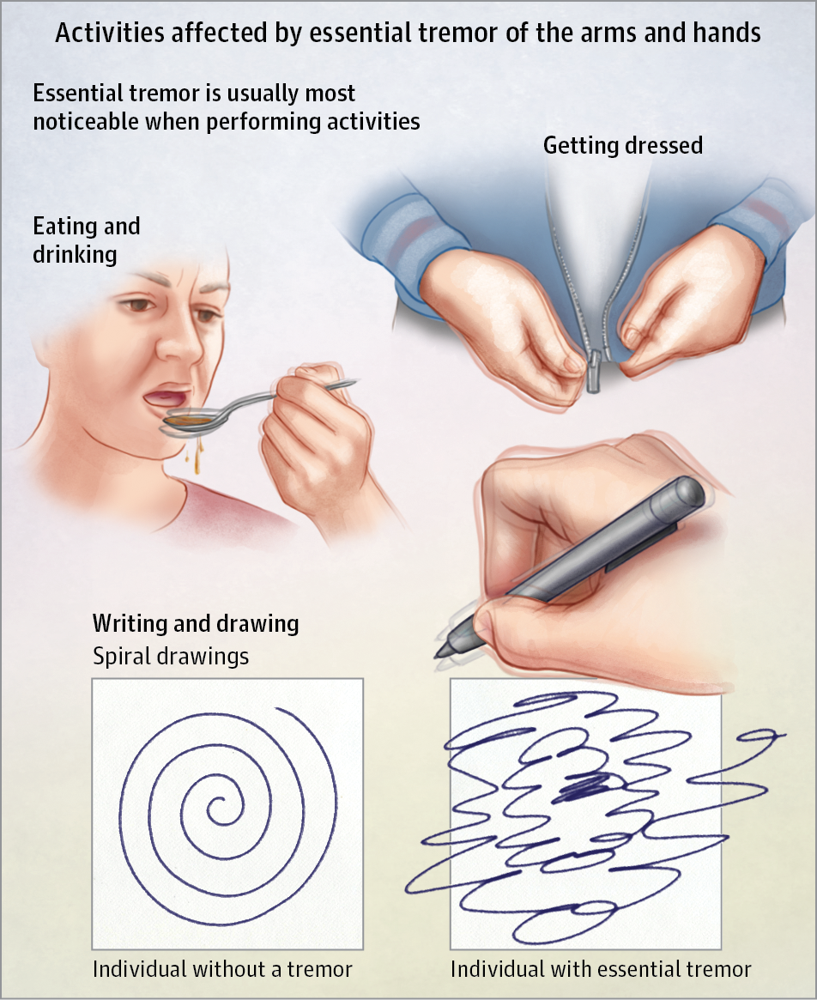 Activities affected by essential tremor of the arms and hands
Essential tremor is usually most
noticeable when performing activities
Getting dressed
Eating and
drinking
Writing and drawing
Spiral drawings
Individual without a tremor
Individual with essential tremor